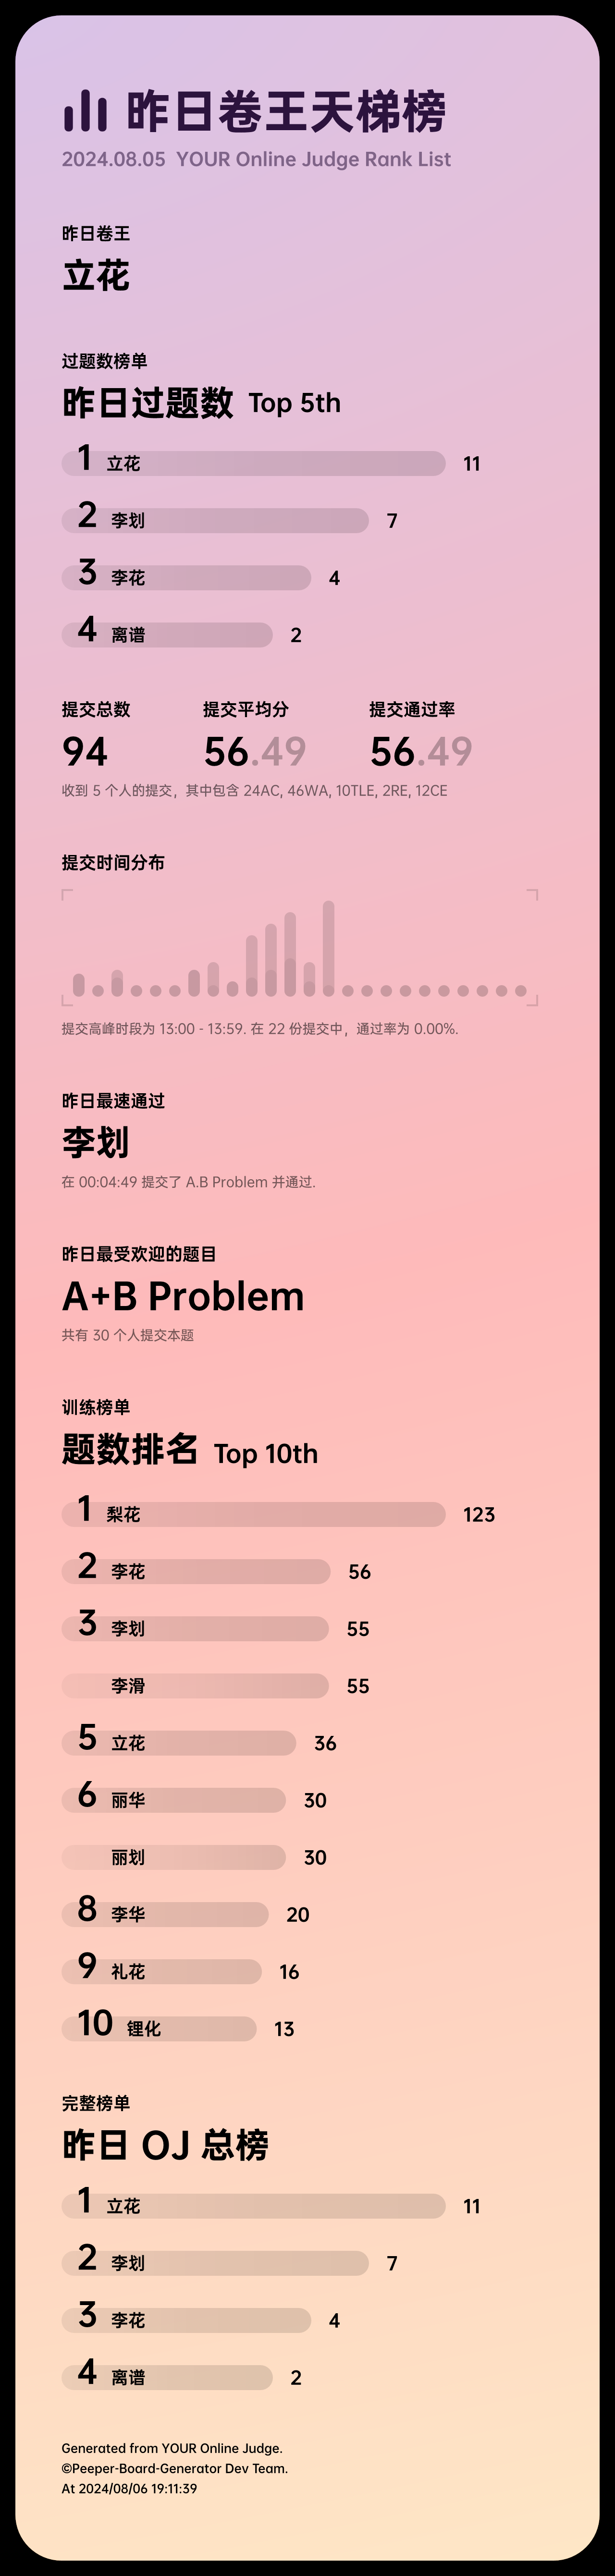 昨日卷王天梯榜
2024.08.05 YOUR Online Judge Rank List
昨日卷王
立花
过题数榜单
昨日过题数 Top 5th
1 立花 11
2 李划 7
3 李花 4
4 离谱 2
提交总数 提交平均分 提交通过率
94 56.49 56.49
收到 5 个人的提交，其中包含 24AC, 46WA, 10TLE, 2RE, 12CE
提交时间分布
提交高峰时段为 13:00 - 13:59. 在 22 份提交中，通过率为 0.00%.
昨日最速通过
李划
在 00:04:49 提交了 A.B Problem 并通过.
昨日最受欢迎的题目
A+B Problem
共有 30 个人提交本题
训练榜单
题数排名 Top 10th
1 梨花 123
2 李花 56
3 李划 55
李滑 55
5 立花 36
6 丽华 30
丽划 30
8 李华 20
9 礼花 16
10 锂化 13
完整榜单
昨日 OJ 总榜
1 立花 11
2 李划 7
3 李花 4
4 离谱 2
Generated from YOUR Online Judge.
©Peeper-Board-Generator Dev Team.
At 2024/08/06 19:11:39